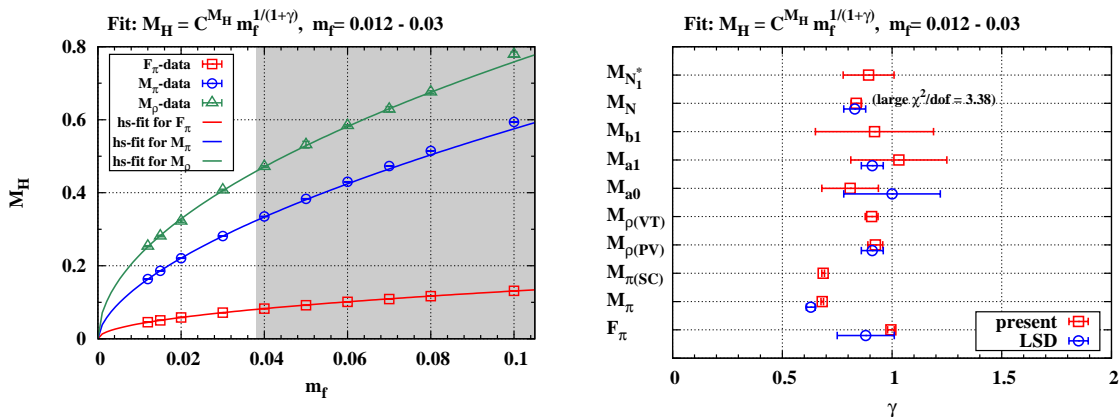 Fit: M_H = C^{M_H} m_f^{1/(1+γ)}, m_f= 0.012 - 0.03
M_H
0.8
0.6
0.4
0.2
0
F_π-data
M_π-data
M_ρ-data
hs-fit for F_π
hs-fit for M_π
hs-fit for M_ρ
0 0.02 0.04 0.06 0.08 0.1
m_f
Fit: M_H = C^{M_H} m_f^{1/(1+γ)}, m_f= 0.012 - 0.03
M_{N_1^*}
M_N
(large χ²/dof = 3.38)
M_{b1}
M_{a1}
M_{a0}
M_{ρ(VT)}
M_{ρ(PV)}
M_{π(SC)}
M_π
F_π
present
LSD
0 0.5 1 1.5 2
γ